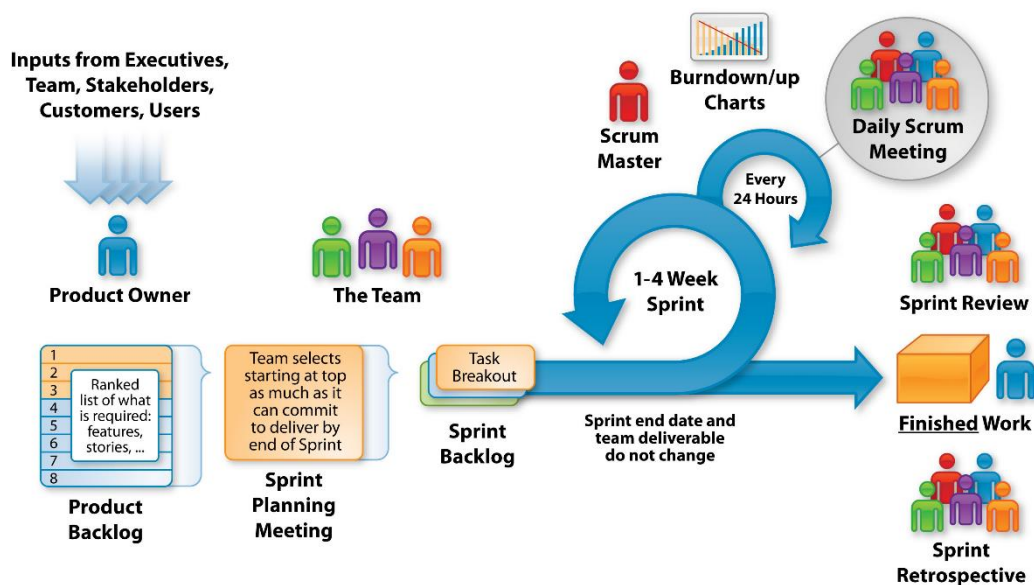 Inputs from Executives,
Team, Stakeholders,
Customers, Users
Product Owner
The Team
Scrum
Master
Burndown/up
Charts
Daily Scrum
Meeting
Every
24 Hours
1-4 Week
Sprint
Sprint Review
1
2
3
4
5
6
7
8
Ranked
list of what
is required:
features,
stories, ...
Product
Backlog
Team selects
starting at top
as much as it
can commit
to deliver by
end of Sprint
Sprint
Planning
Meeting
Task
Breakout
Sprint
Backlog
Sprint end date and
team deliverable
do not change
Finished Work
Sprint
Retrospective